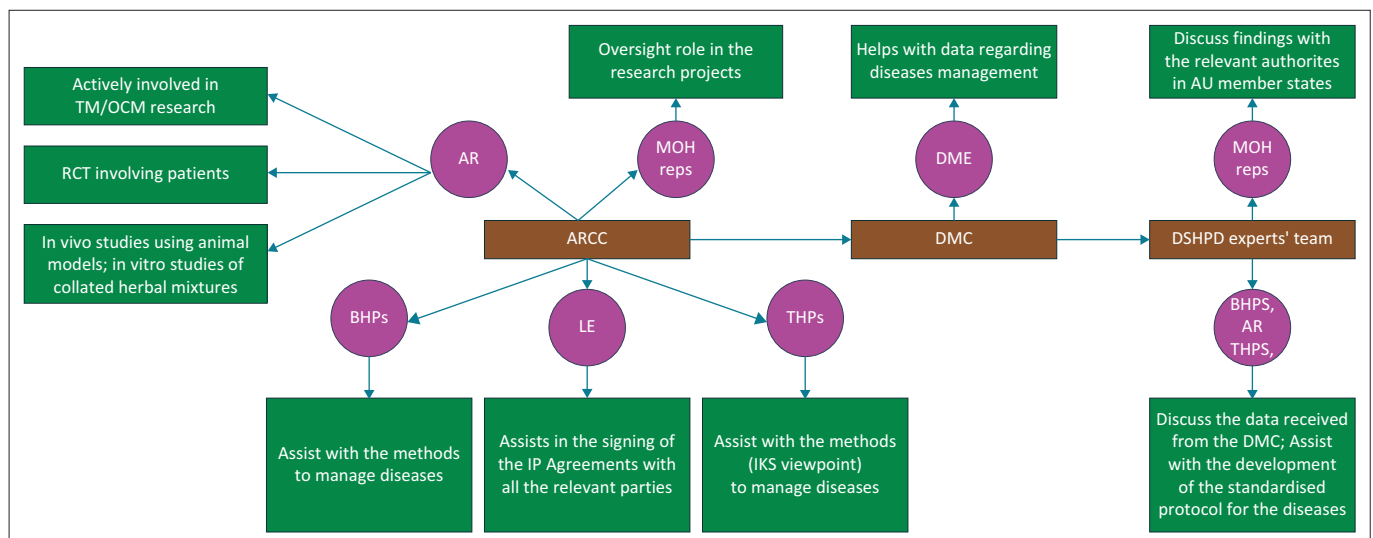 Actively involved in
TM/OCM research
RCT involving patients
In vivo studies using animal
models; in vitro studies of
collated herbal mixtures
AR
Oversight role in the
research projects
MOH
reps
Helps with data regarding
diseases management
DME
Discuss findings with
the relevant authorites
in AU member states
MOH
reps
ARCC
DMC
DSHPD experts' team
BHPs
LE
THPs
BHPS,
AR
THPS,
Assist with the methods
to manage diseases
Assists in the signing of
the IP Agreements with
all the relevant parties
Assist with the methods
(IKS viewpoint)
to manage diseases
Discuss the data received
from the DMC; Assist
with the development
of the standardised
protocol for the diseases